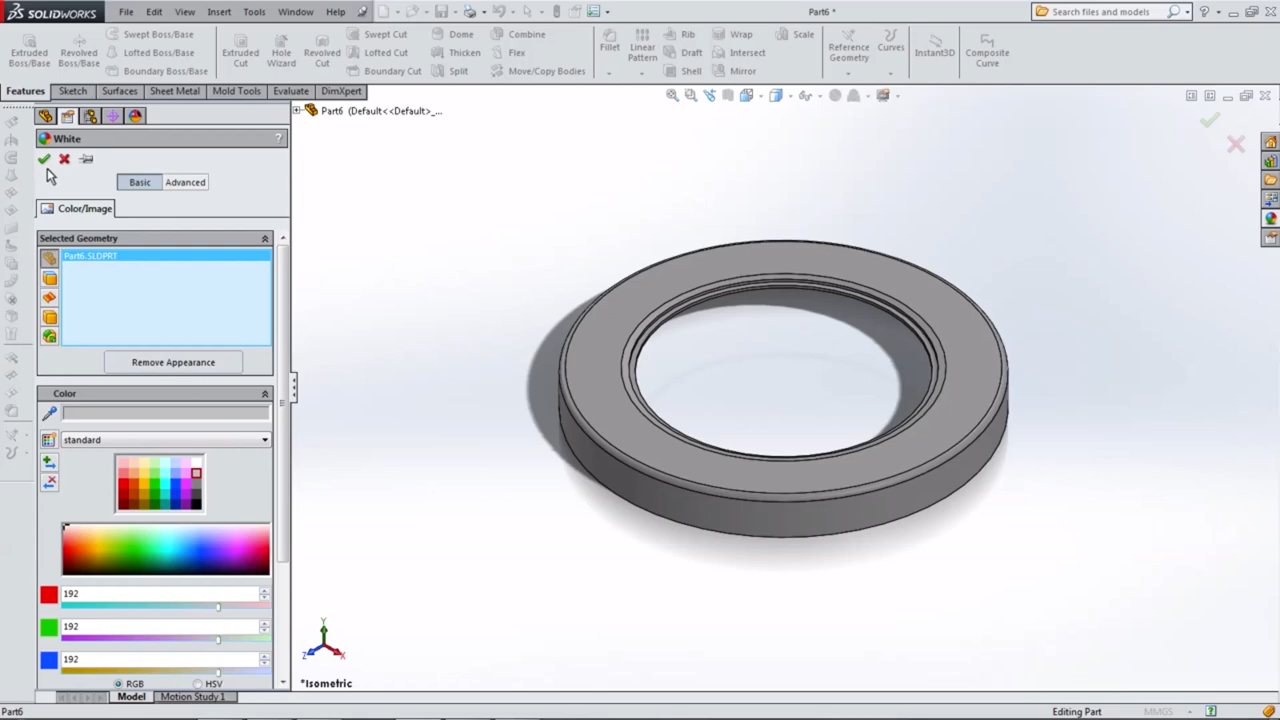 SOLIDWORKS File Edit View Insert Tools Window Help Part6 * Search files and models
Extruded Boss/Base
Revolved Boss/Base
Swept Boss/Base
Lofted Boss/Base
Boundary Boss/Base
Extruded Cut
Hole Wizard
Revolved Cut
Swept Cut
Lofted Cut
Boundary Cut
Dome
Thicken
Split
Combine
Flex
Move/Copy Bodies
Fillet
Linear Pattern
Rib
Draft
Shell
Wrap
Intersect
Mirror
Scale
Reference Geometry
Curves
Instant3D
Composite Curve
Features Sketch Surfaces Sheet Metal Mold Tools Evaluate DimXpert
Part6 (Default<<Default>_...
White ?
Basic Advanced
Color/Image
Selected Geometry
Part6.SLDPRT
Remove Appearance
Color
standard
192
192
192
RGB HSV
Y
Z X
*Isometric
Model Motion Study 1
Part6 Editing Part MMGS